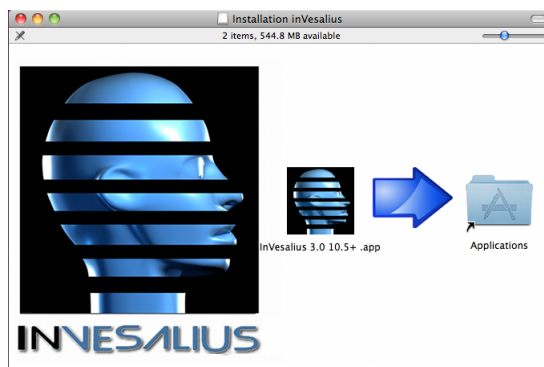 Installation inVesalius
2 items, 544.8 MB available
InVesalius 3.0 10.5+ .app
Applications
INVESALIUS